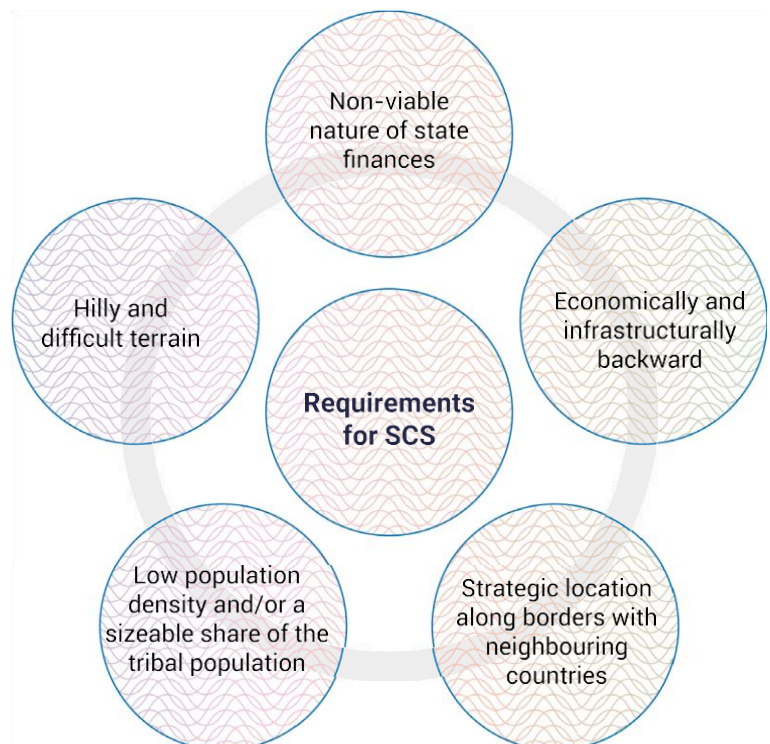 Non-viable
nature of state
finances
Economically and
infrastructurally
backward
Strategic location
along borders with
neighbouring
countries
Low population
density and/or a
sizeable share of the
tribal population
Hilly and
difficult terrain
Requirements
for SCS